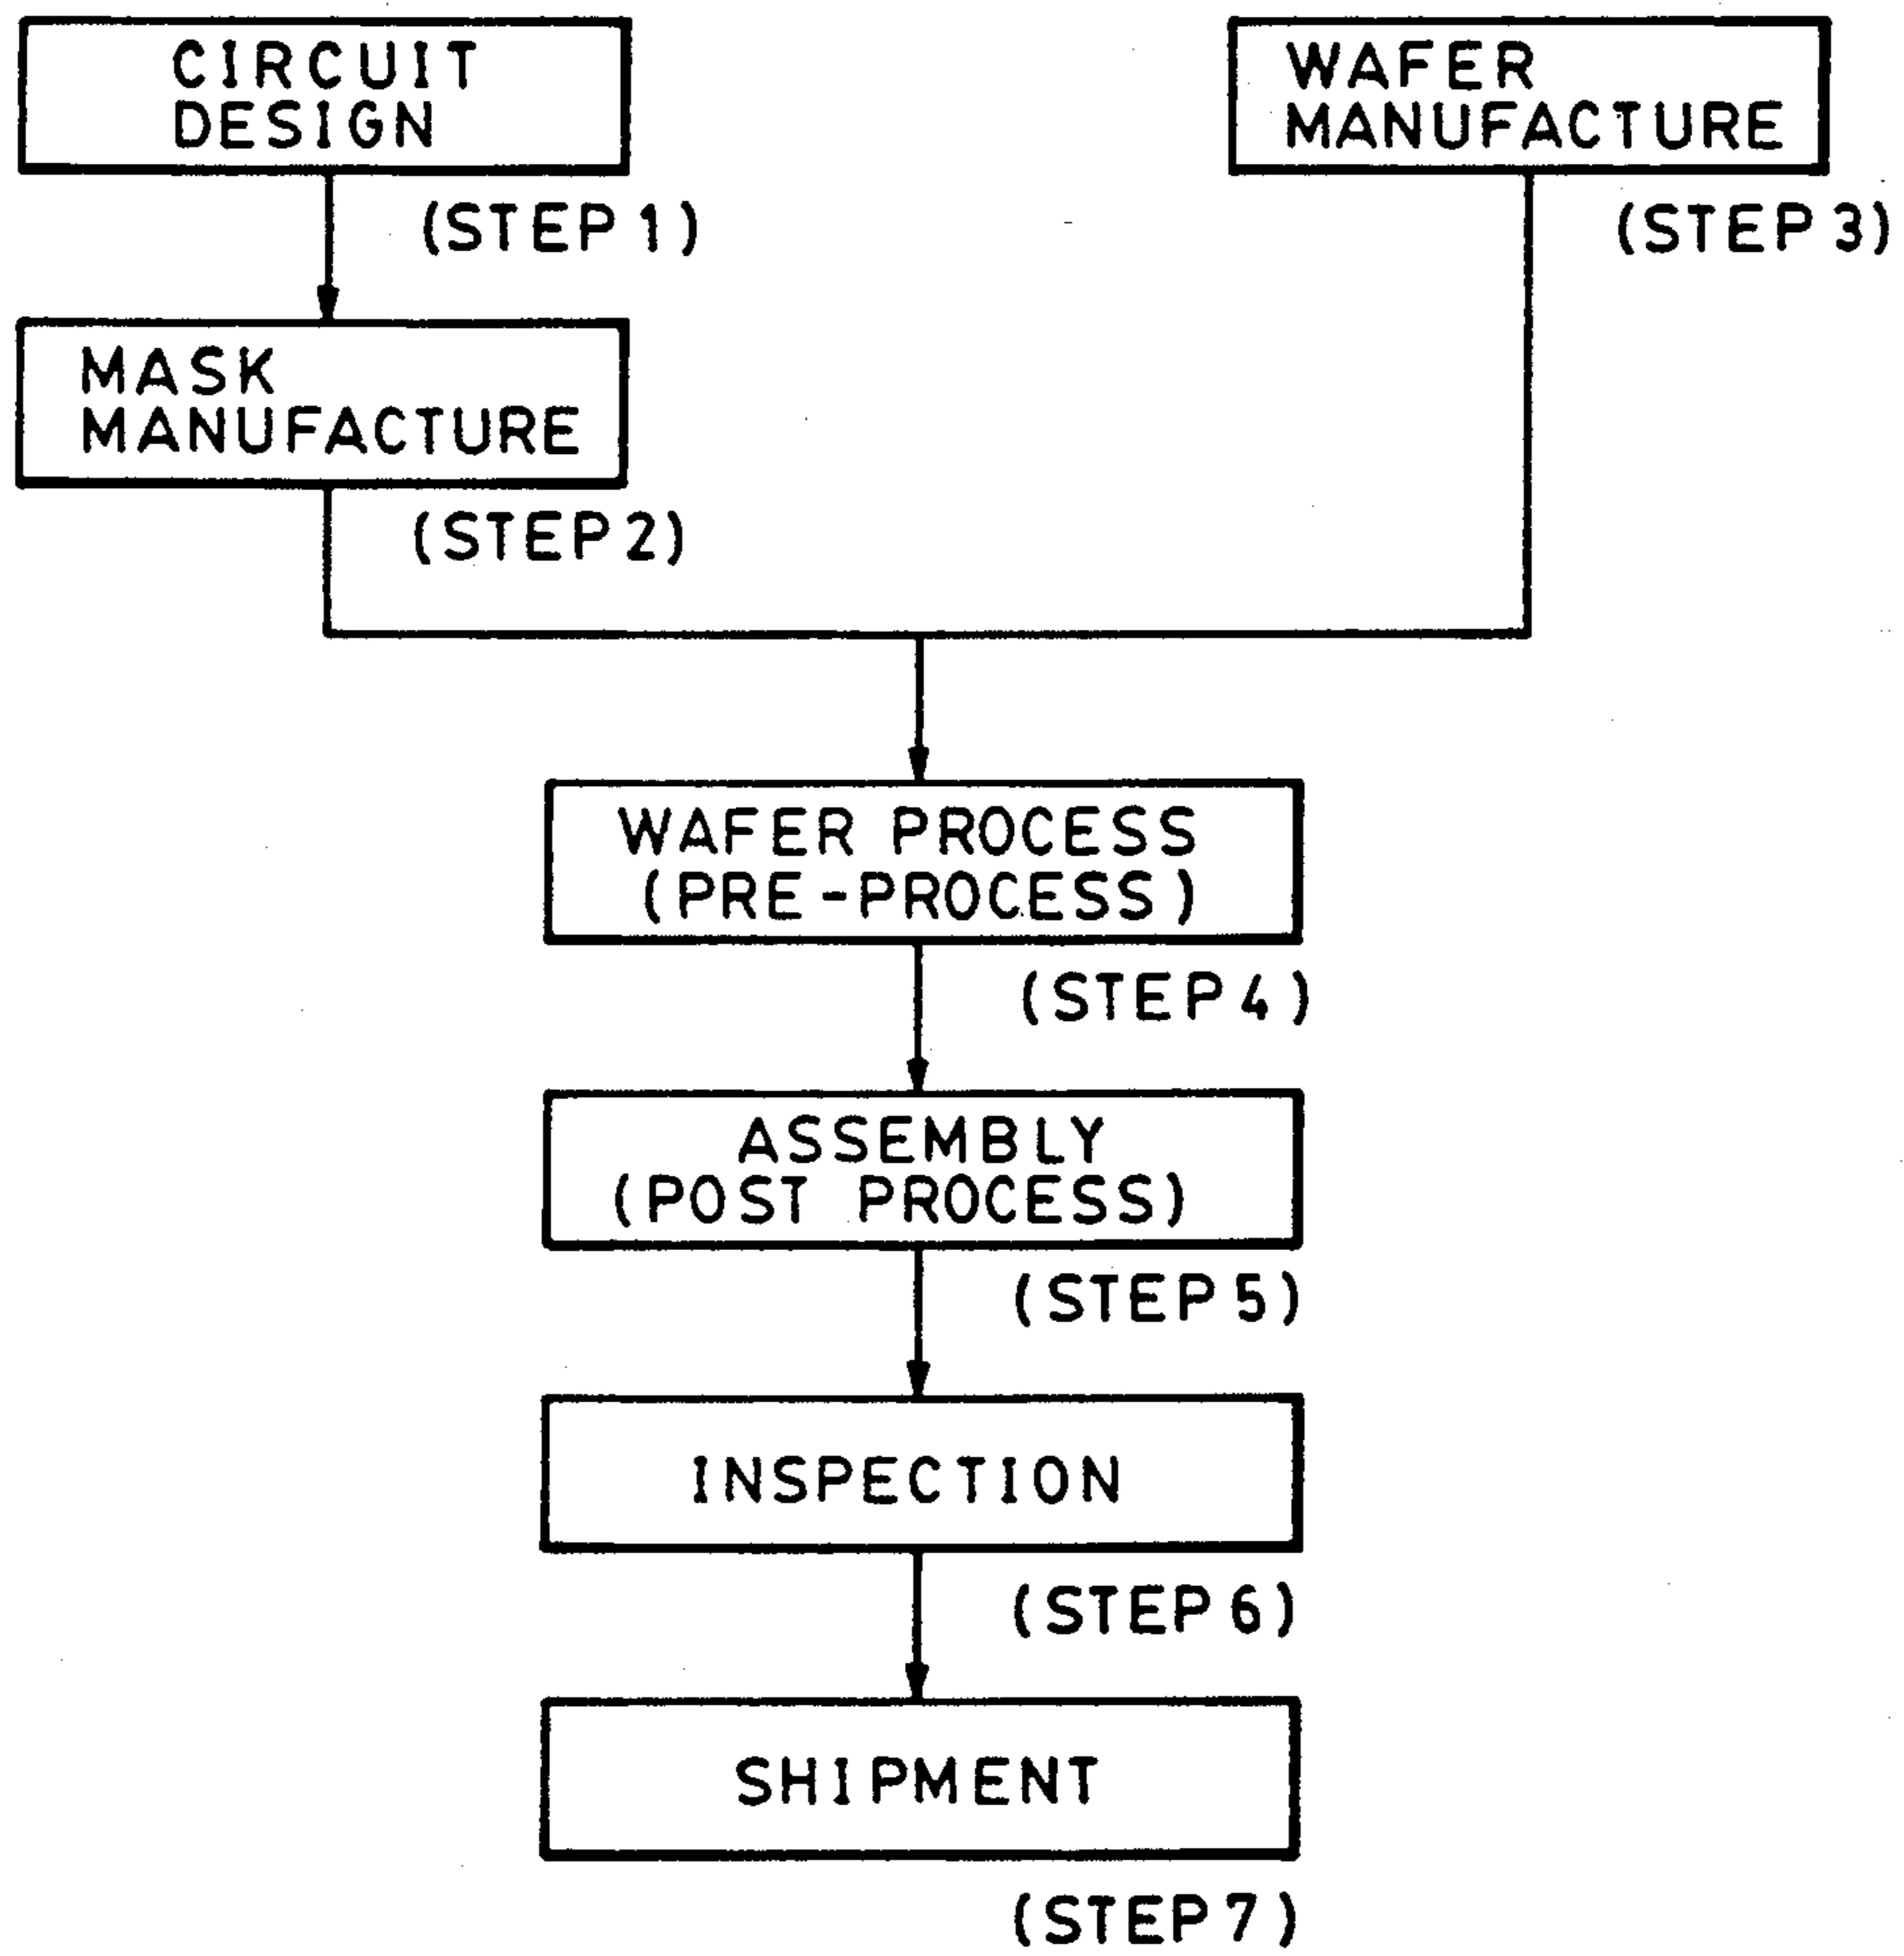 CIRCUIT
DESIGN
(STEP 1)
WAFER
MANUFACTURE
(STEP 3)
MASK
MANUFACTURE
(STEP 2)
WAFER PROCESS
(PRE-PROCESS)
(STEP 4)
ASSEMBLY
(POST PROCESS)
(STEP 5)
INSPECTION
(STEP 6)
SHIPMENT
(STEP 7)